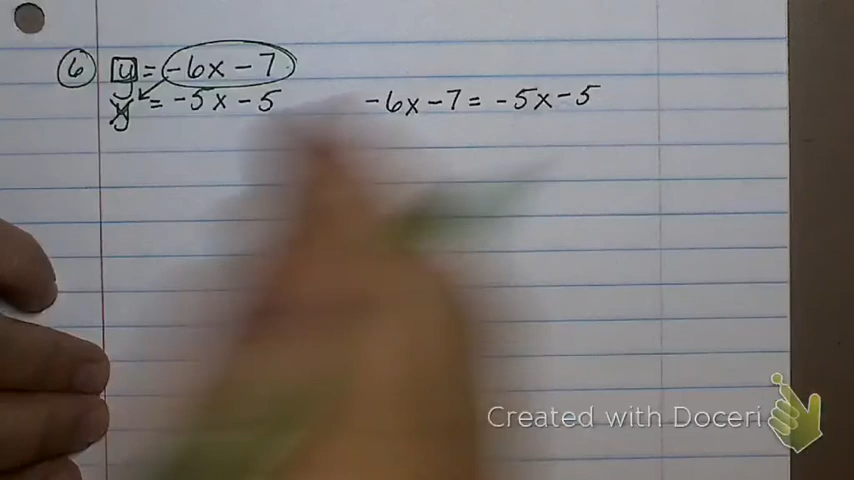 6 y = -6x - 7
y = -5x - 5
-6x - 7 = -5x - 5
Created with Doceri